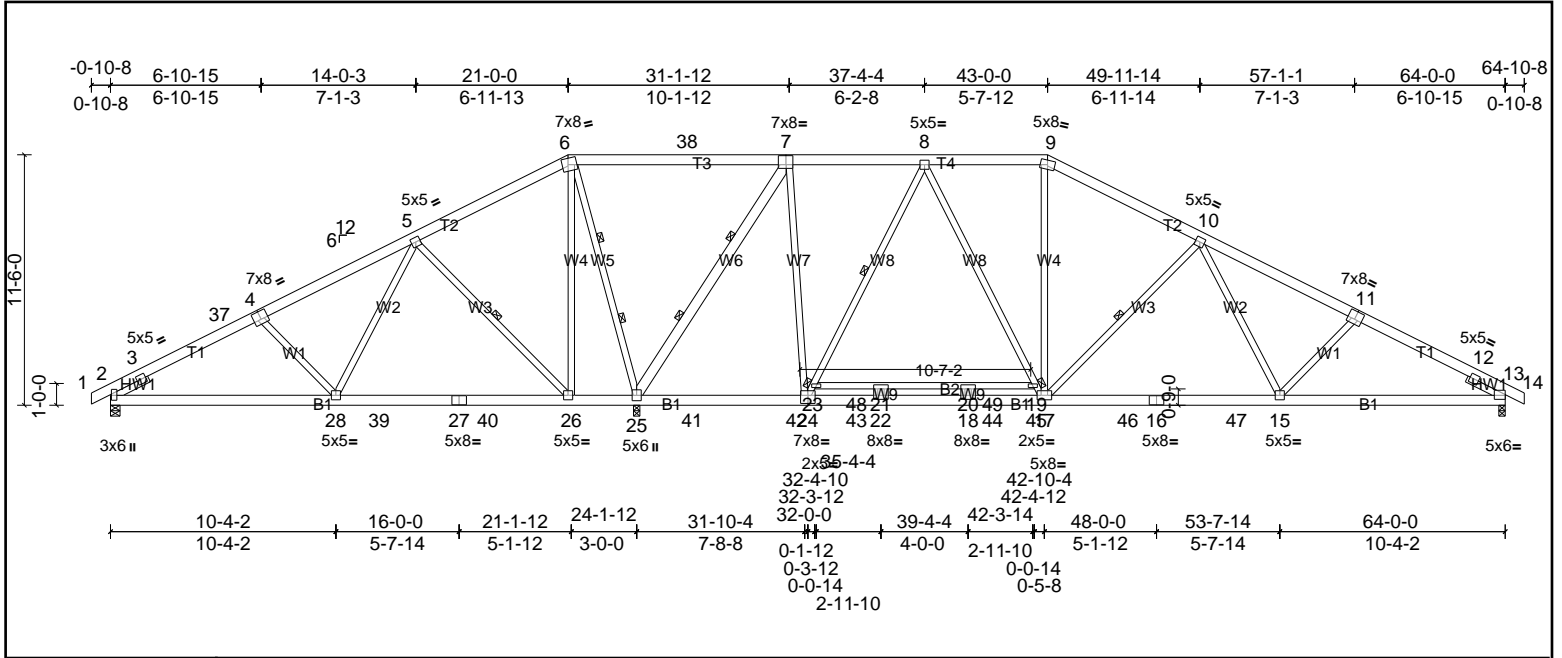 -0-10-8 6-10-15 14-0-3 21-0-0 31-1-12 37-4-4 43-0-0 49-11-14 57-1-1 64-0-0 64-10-8
0-10-8 6-10-15 7-1-3 6-11-13 10-1-12 6-2-8 5-7-12 6-11-14 7-1-3 6-10-15 0-10-8
7x8= 7x8= 5x5= 5x8=
6 38 7 8 9
T3 T4
5x5= 5x5=
5 T2 T2 10
12
6
11-6-0
W4 W5 W6 W7 W8 W8 W4
7x8= 7x8=
4 11
37 W2 W3 W3 W2
5x5= 5x5=
3 T1 W1 W1 T1 12
10-7-2
1 2 HW1 HW1 13 14
1-0-0 B2 W9 W9 0-9-0
B1 B1 B1 B1
23 48 21 20 49 19
28 39 27 40 26 25 41 42 24 43 22 18 44 45 17 46 16 47 15
3x6 II 5x5= 5x8= 5x5= 5x6 II 7x8= 8x8= 8x8= 2x5= 5x8= 5x5= 5x6=
2x5= 35-4-4 5x8=
32-4-10 42-10-4
32-3-12 42-4-12
10-4-2 16-0-0 21-1-12 24-1-12 31-10-4 32-0-0 39-4-4 42-3-14 48-0-0 53-7-14 64-0-0
10-4-2 5-7-14 5-1-12 3-0-0 7-8-8 4-0-0 5-1-12 5-7-14 10-4-2
0-1-12 2-11-10
0-3-12 0-0-14
0-0-14 0-5-8
2-11-10